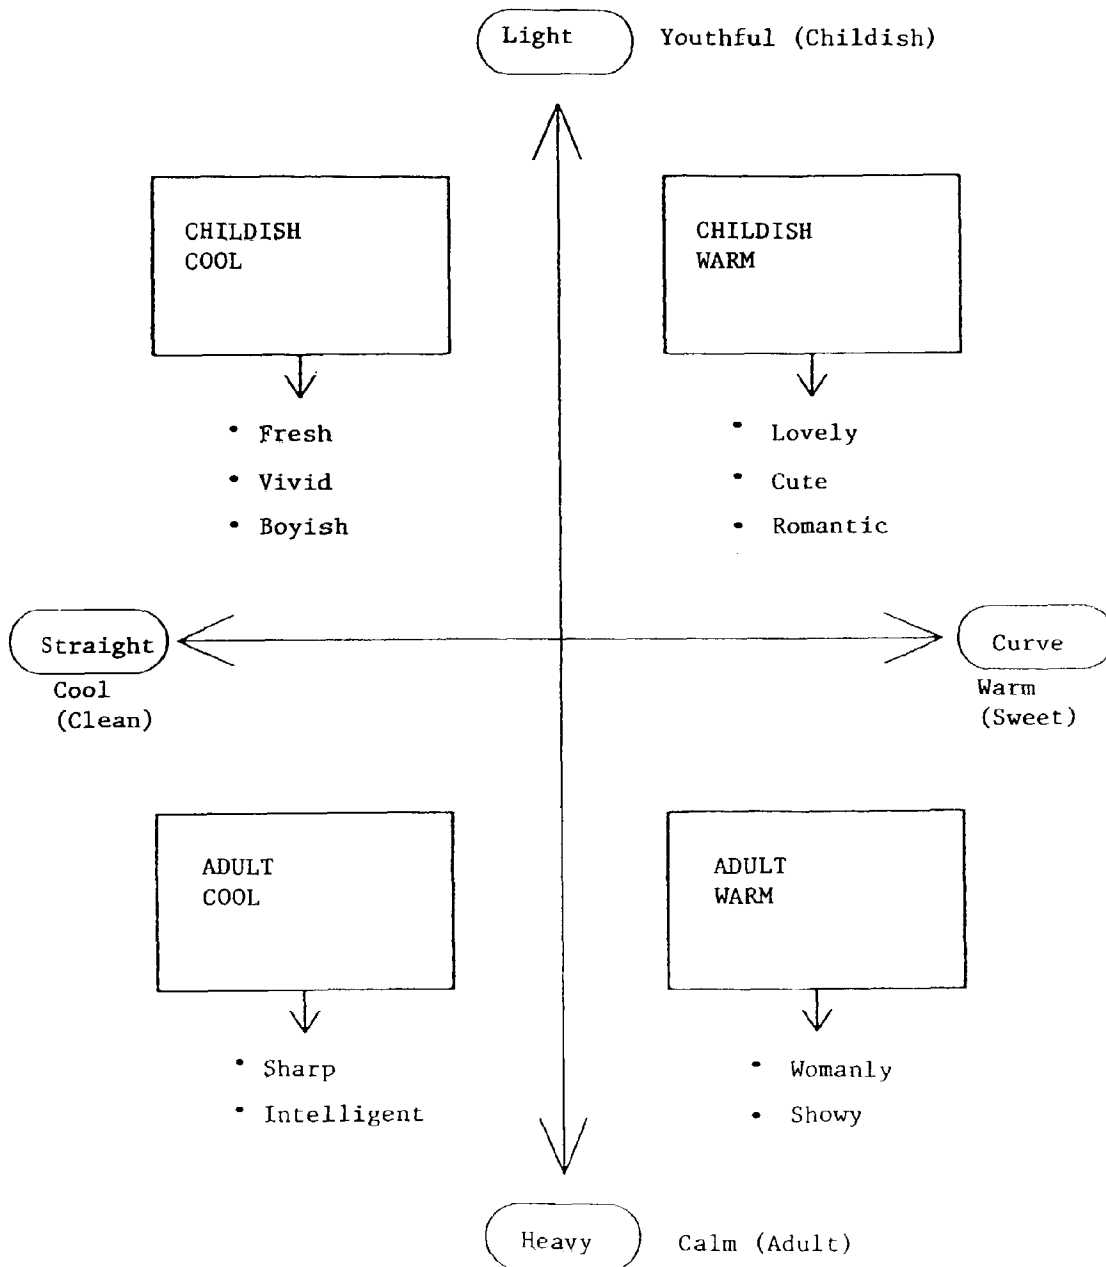 Light
Youthful (Childish)
CHILDISH
COOL
CHILDISH
WARM
• Fresh
• Vivid
• Boyish
• Lovely
• Cute
• Romantic
Straight
Cool
(Clean)
Curve
Warm
(Sweet)
ADULT
COOL
ADULT
WARM
• Sharp
• Intelligent
• Womanly
• Showy
Heavy
Calm (Adult)